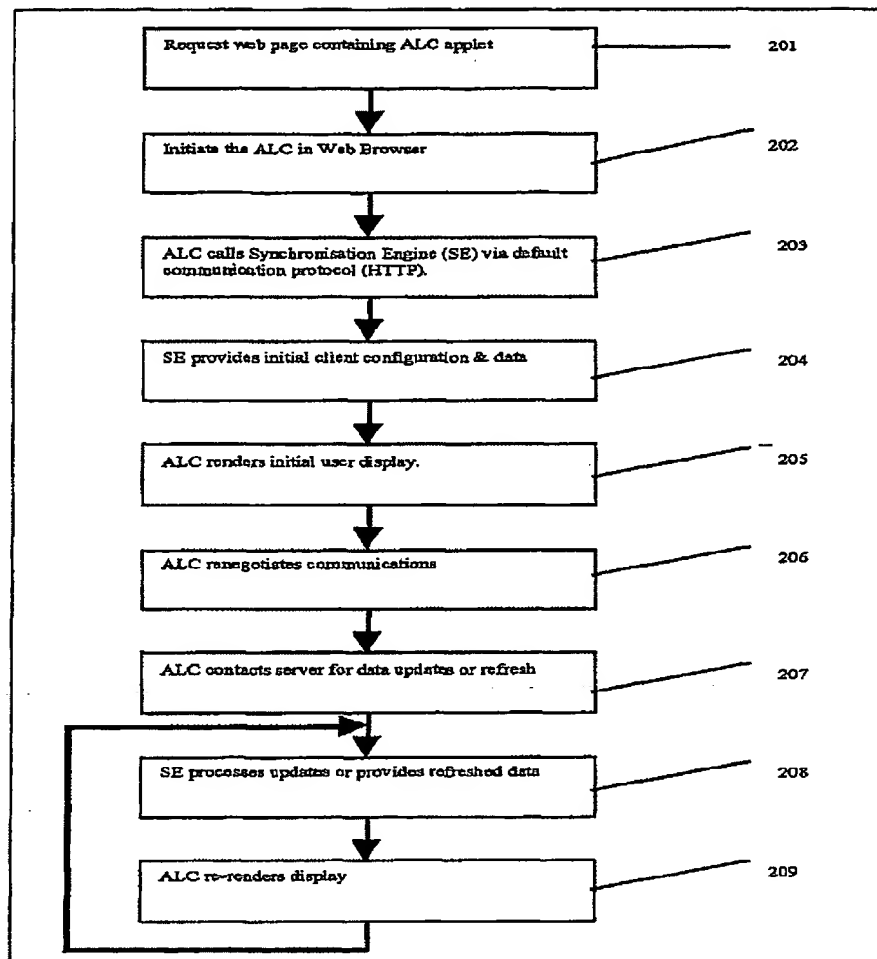 Request web page containing ALC applet
201
Initiate the ALC in Web Browser
202
ALC calls Synchronisation Engine (SE) via default
communication protocol (HTTP).
203
SE provides initial client configuration & data
204
ALC renders initial user display.
205
ALC renegotiates communications
206
ALC contacts server for data updates or refresh
207
SE processes updates or provides refreshed data
208
ALC re-renders display
209